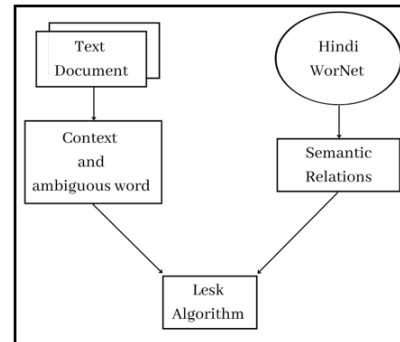 Text
Document
Hindi
WorNet
Context
and
ambiguous word
Semantic
Relations
Lesk
Algorithm